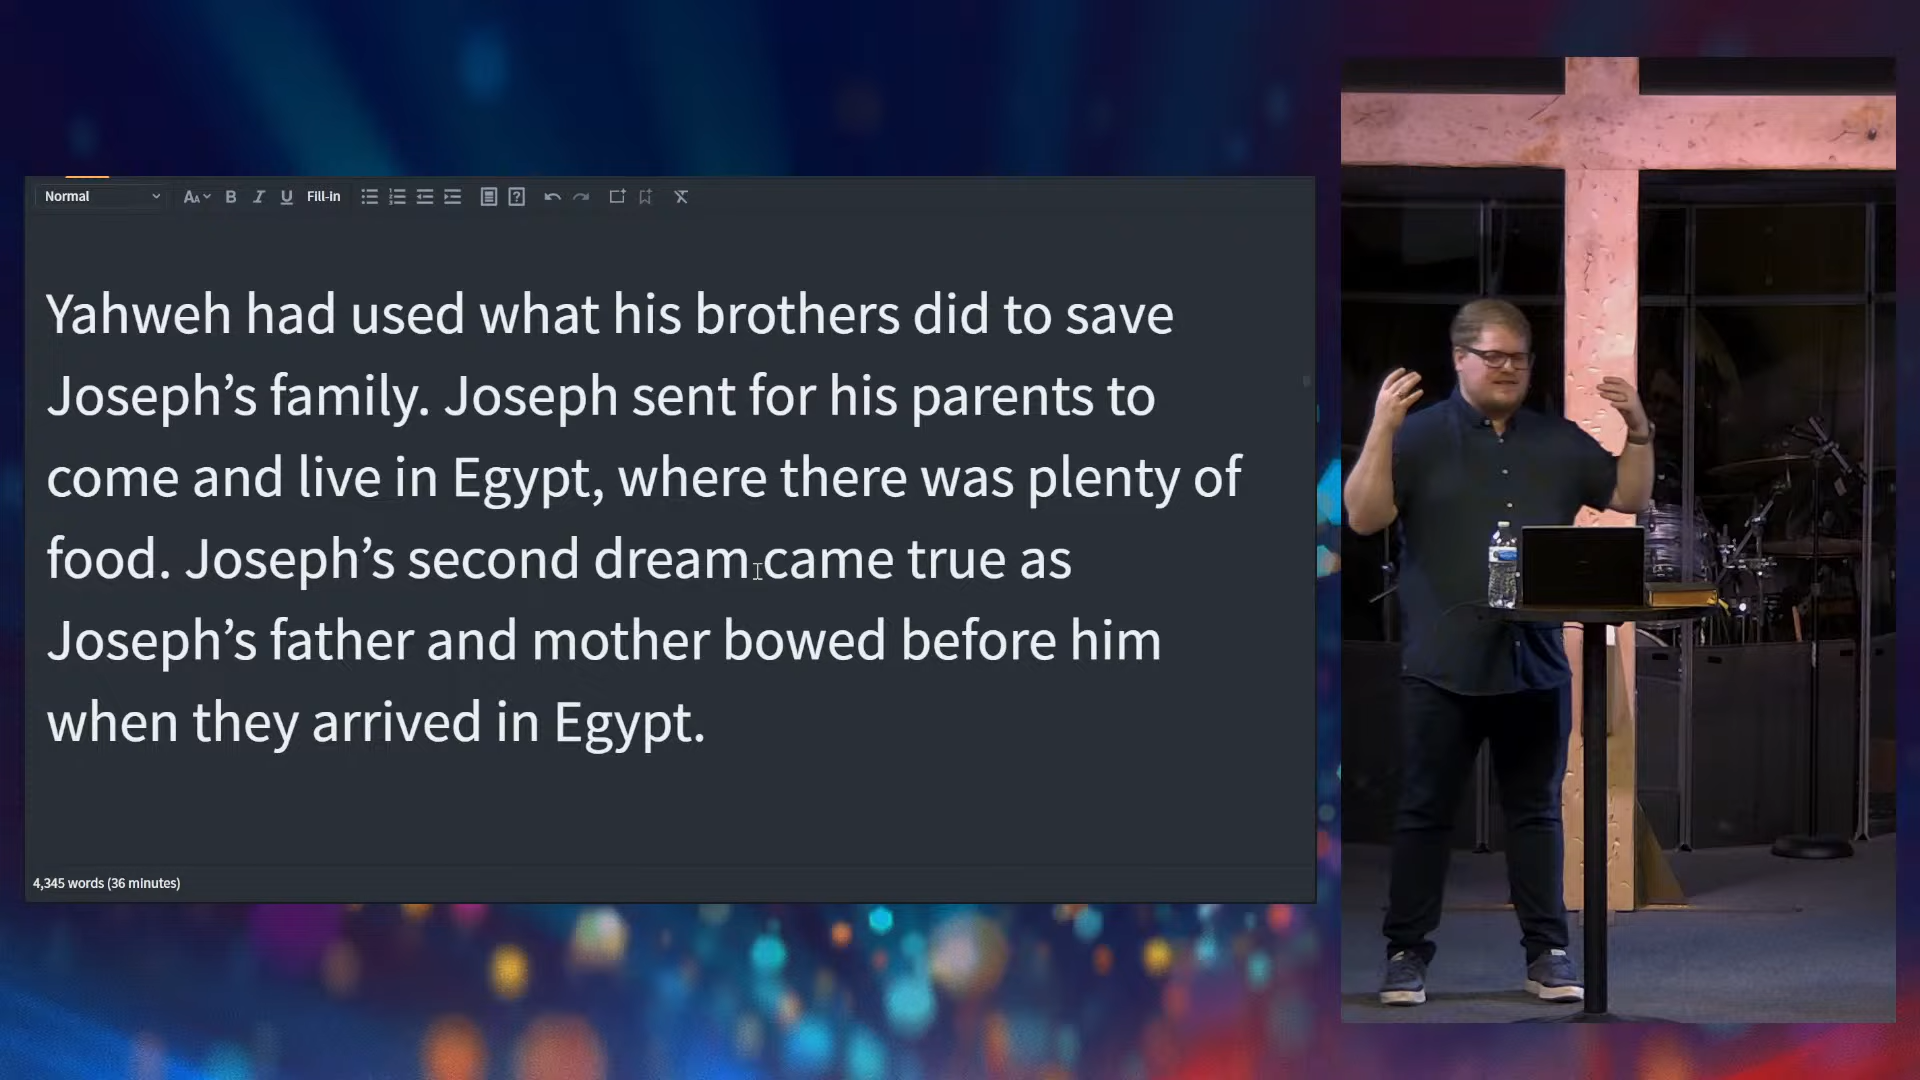 Normal
Fill-in
Yahweh had used what his brothers did to save
Joseph’s family. Joseph sent for his parents to
come and live in Egypt, where there was plenty of
food. Joseph’s second dream came true as
Joseph’s father and mother bowed before him
when they arrived in Egypt.
4,345 words (36 minutes)